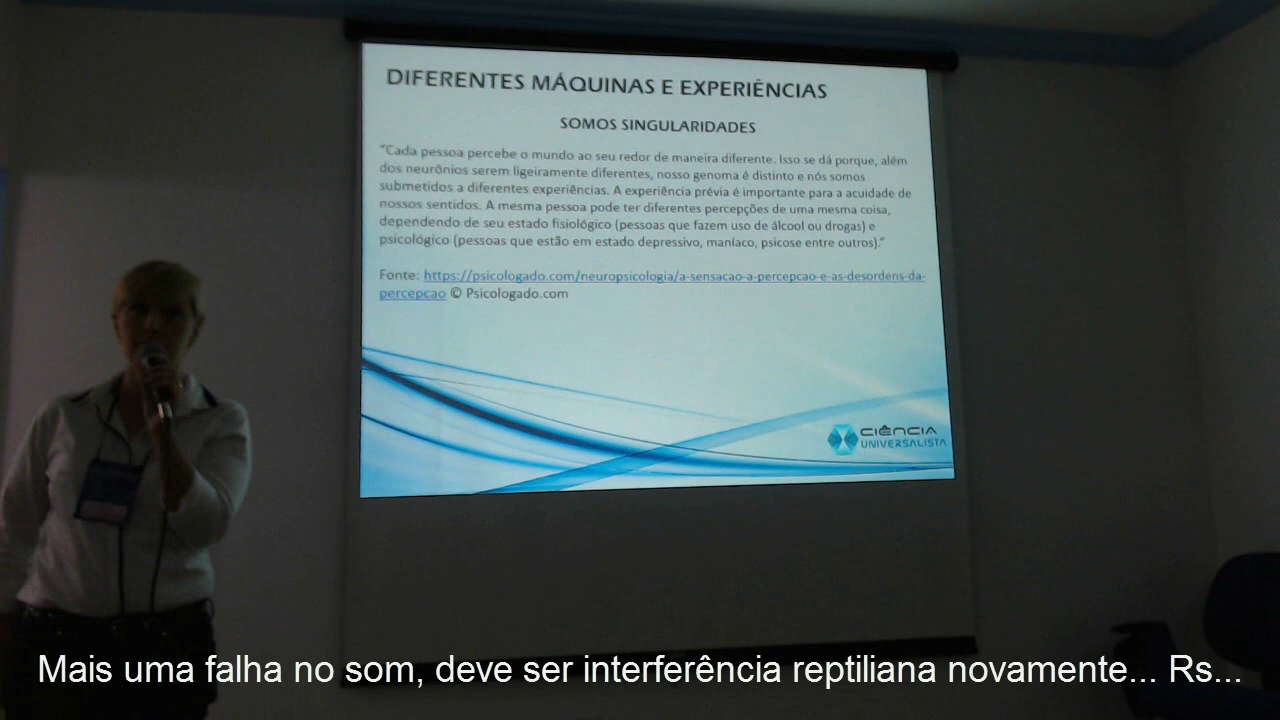 DIFERENTES MÁQUINAS E EXPERIÊNCIAS
SOMOS SINGULARIDADES
"Cada pessoa percebe o mundo ao seu redor de maneira diferente. Isso se dá porque, além
dos neurônios serem ligeiramente diferentes, nosso genoma é distinto e nós somos
submetidos a diferentes experiências. A experiência prévia é importante para a acuidade de
nossos sentidos. A mesma pessoa pode ter diferentes percepções de uma mesma coisa,
dependendo de seu estado fisiológico (pessoas que fazem uso de álcool ou drogas) e
psicológico (pessoas que estão em estado depressivo, maníaco, psicose entre outros)."
Fonte: https://psicologado.com/neuropsicologia/a-sensacao-a-percepcao-e-as-desordens-da-
percepcao © Psicologado.com
CIÊNCIA
UNIVERSALISTA
Mais uma falha no som, deve ser interferência reptiliana novamente... Rs...